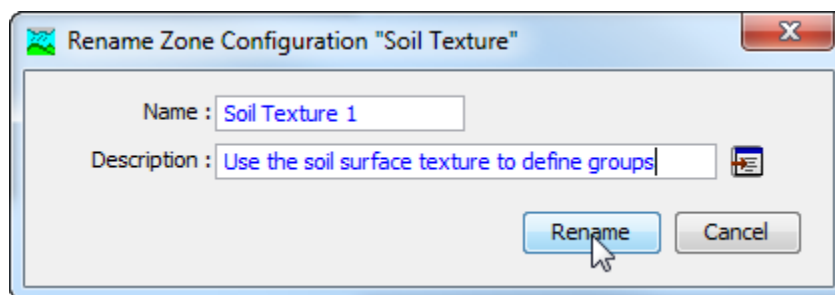 Rename Zone Configuration "Soil Texture"
Name : Soil Texture 1
Description : Use the soil surface texture to define groups
Rename Cancel